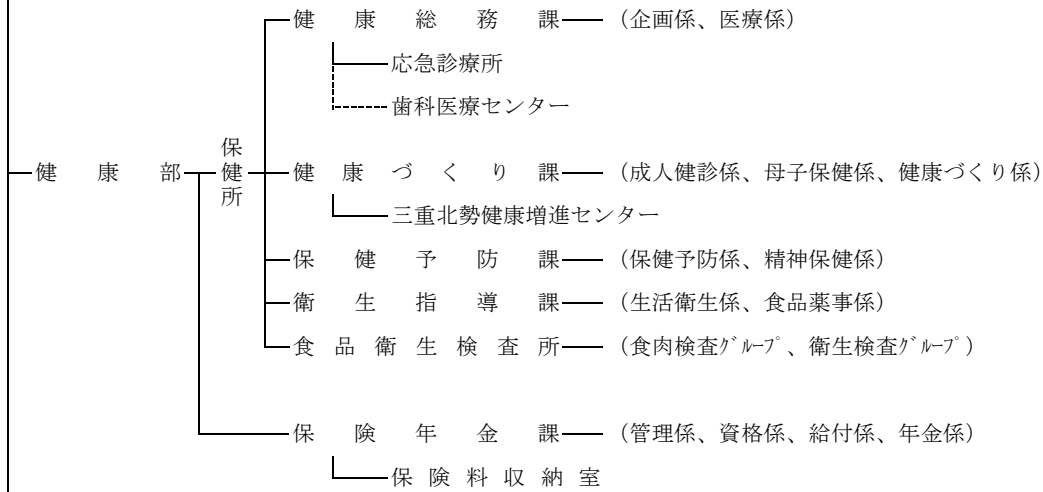 健康総務課 (企画係、医療係)
応急診療所
歯科医療センター
健康部 保健所 健康づくり課 (成人健診係、母子保健係、健康づくり係)
三重北勢健康増進センター
保健予防課 (保健予防係、精神保健係)
衛生指導課 (生活衛生係、食品薬事係)
食品衛生検査所 (食肉検査ｸﾞﾙｰﾌﾟ、衛生検査ｸﾞﾙｰﾌﾟ)
保険年金課 (管理係、資格係、給付係、年金係)
保険料収納室